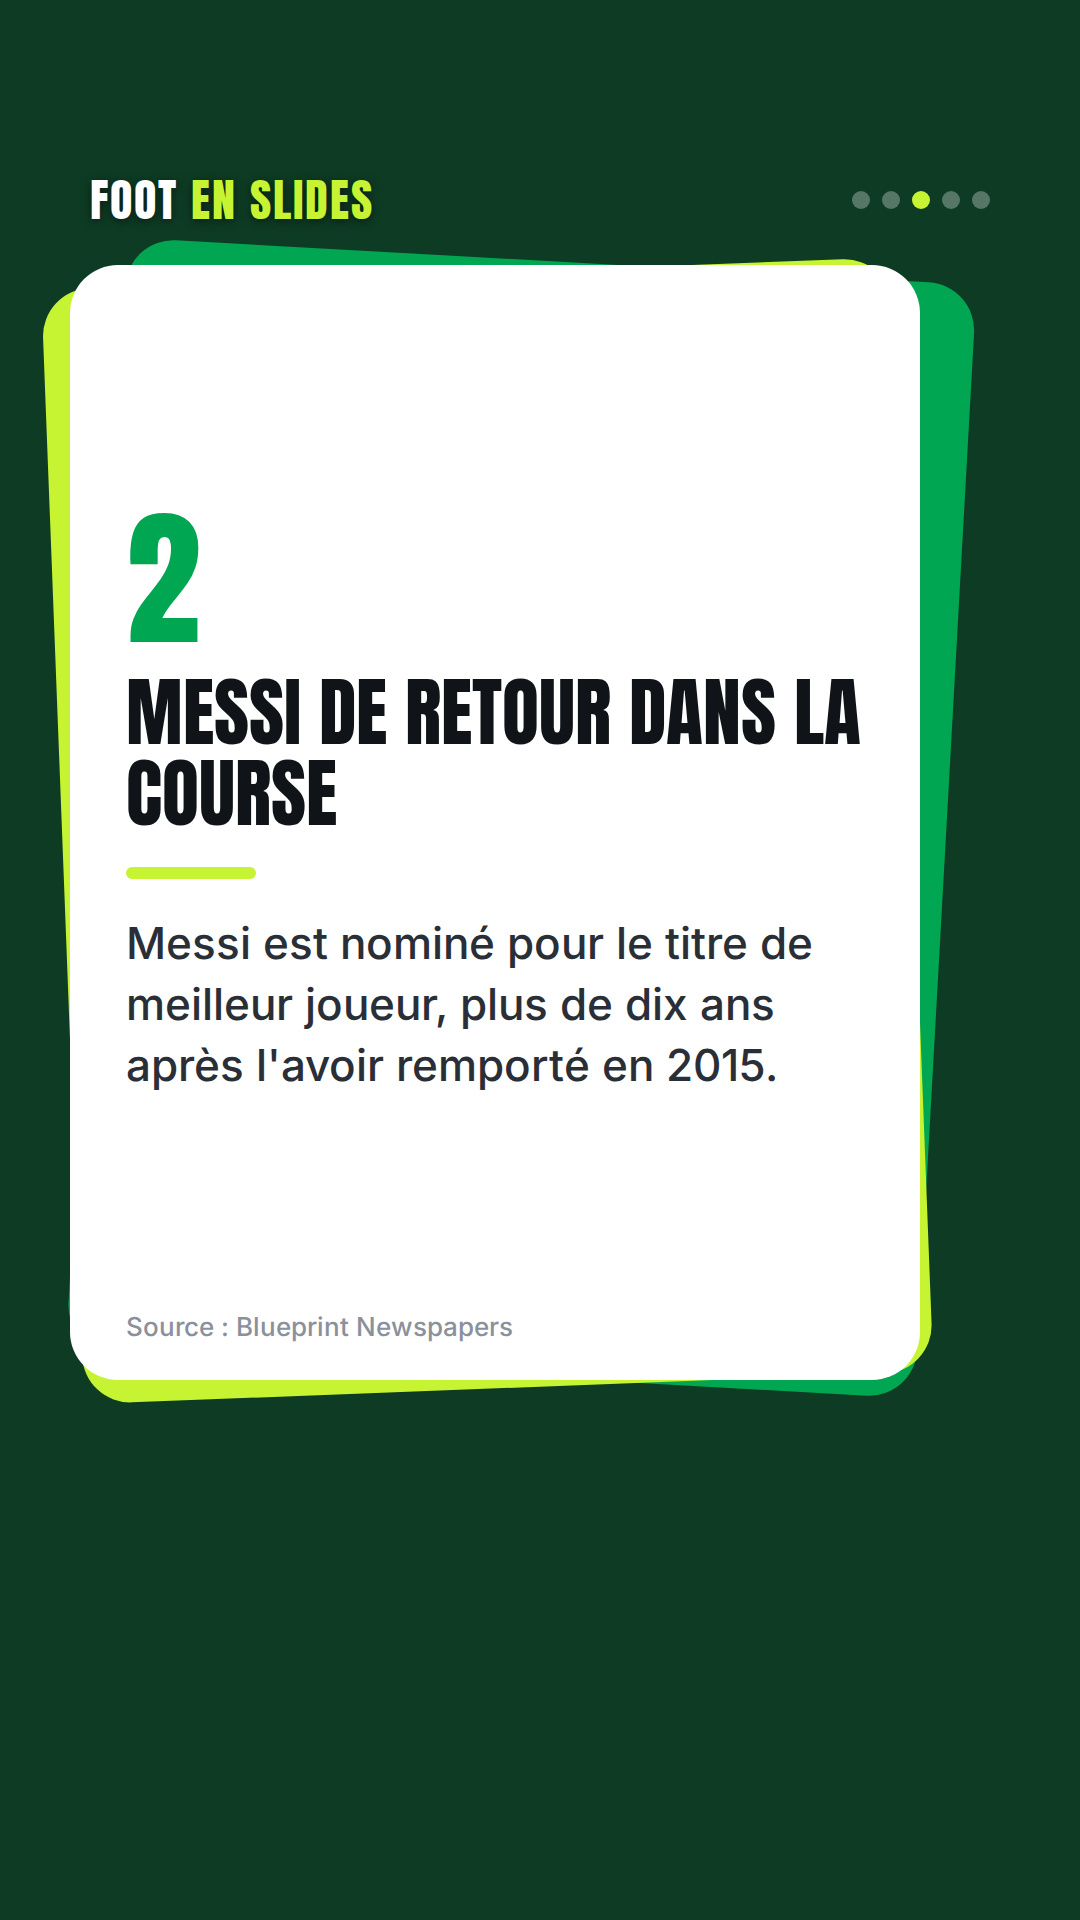 FOOT EN SLIDES
2
MESSI DE RETOUR DANS LA
COURSE
Messi est nominé pour le titre de
meilleur joueur, plus de dix ans
après l'avoir remporté en 2015.
Source : Blueprint Newspapers